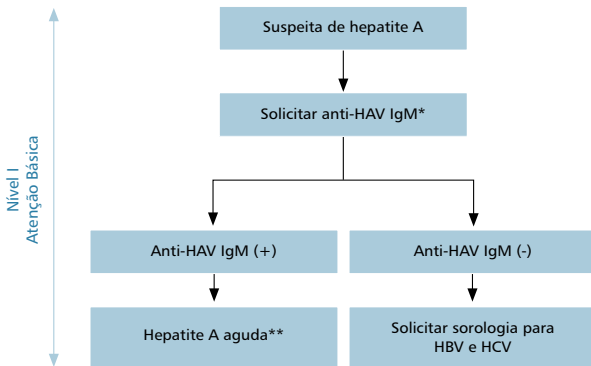 Nível I
Atenção Básica
Suspeita de hepatite A
Solicitar anti-HAV IgM*
Anti-HAV IgM (+)
Anti-HAV IgM (-)
Hepatite A aguda**
Solicitar sorologia para
HBV e HCV